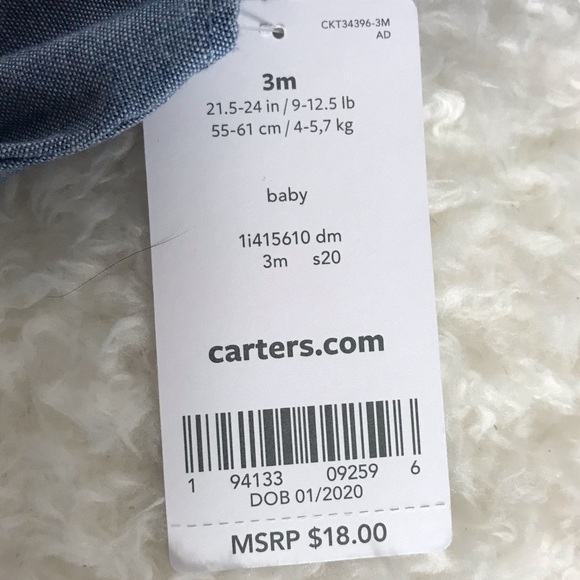 CKT34396-3M
AD
3m
21.5-24 in / 9-12.5 lb
55-61 cm / 4-5,7 kg
baby
1i415610 dm
3m s20
carters.com
1 94133 09259 6
DOB 01/2020
MSRP $18.00